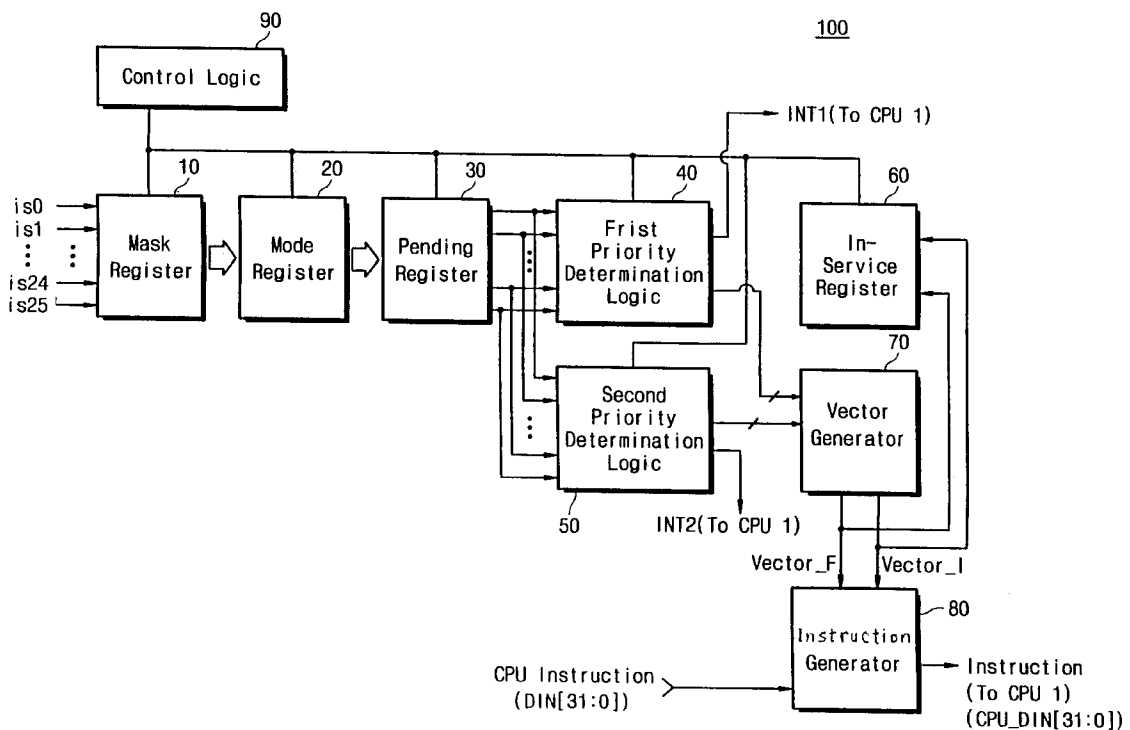 90
100
Control Logic
INT1(To CPU 1)
10
20
30
40
60
is0
is1
is24
is25
Mask
Register
Mode
Register
Pending
Register
Frist
Priority
Determination
Logic
In-
Service
Register
70
Second
Priority
Determination
Logic
Vector
Generator
50
INT2(To CPU 1)
Vector_F
Vector_I
80
Instruction
Generator
CPU Instruction
(DIN[31:0])
Instruction
(To CPU 1)
(CPU_DIN[31:0])